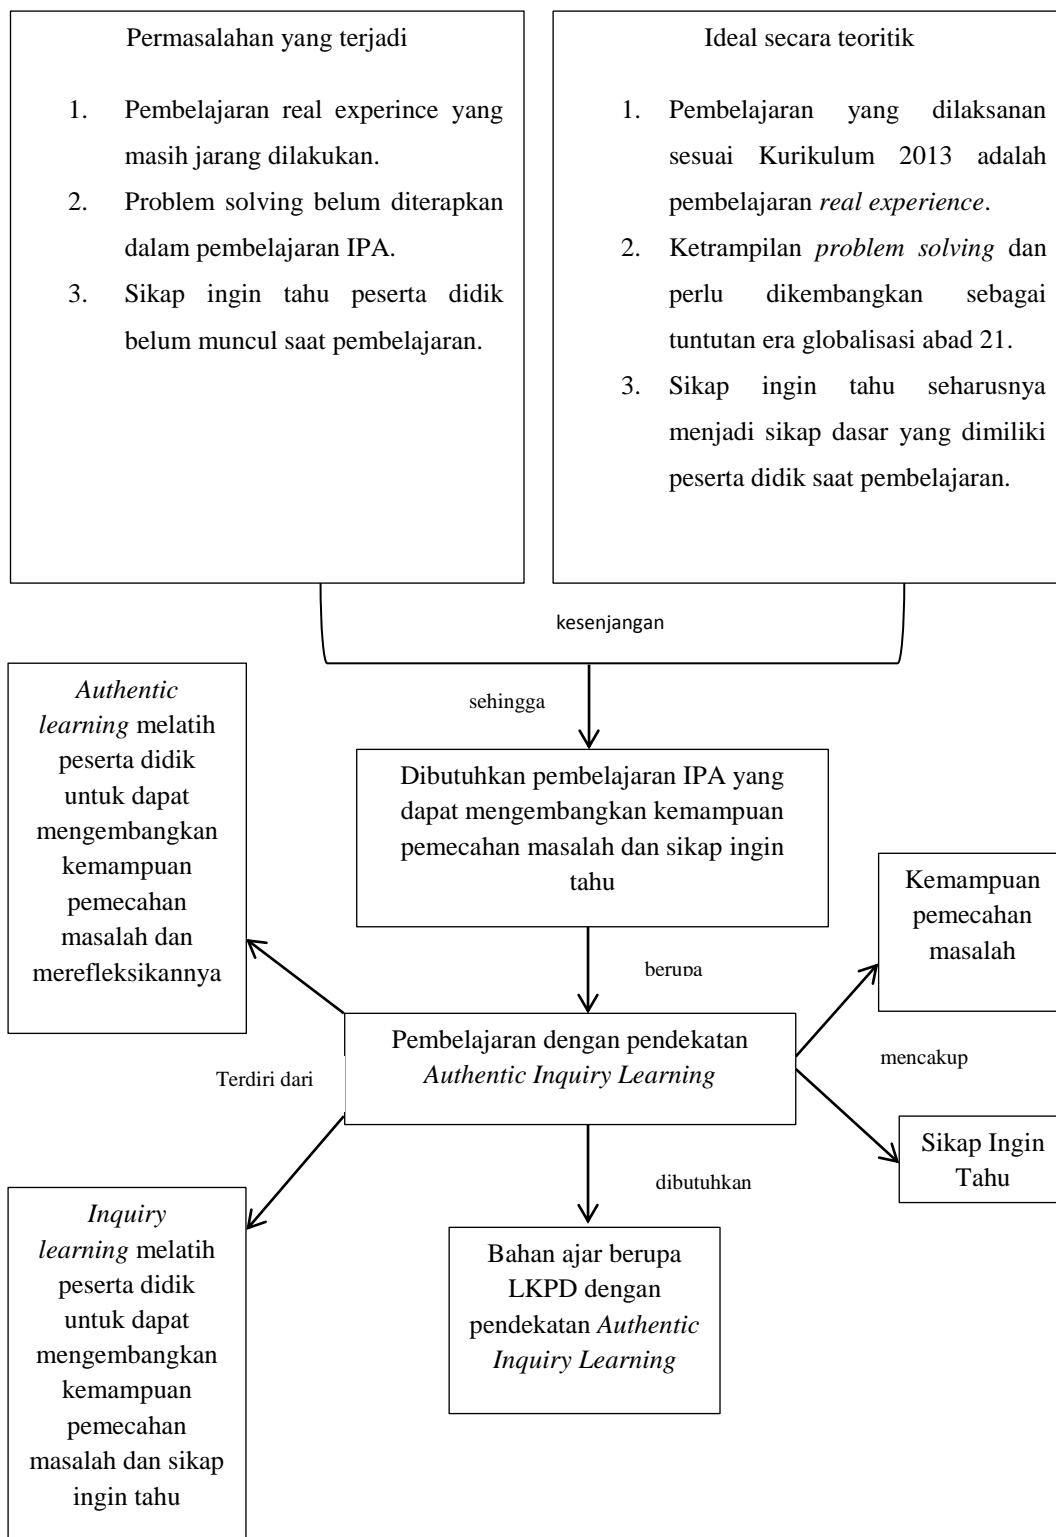 Permasalahan yang terjadi
1. Pembelajaran real experince yang
masih jarang dilakukan.
2. Problem solving belum diterapkan
dalam pembelajaran IPA.
3. Sikap ingin tahu peserta didik
belum muncul saat pembelajaran.
Ideal secara teoritik
1. Pembelajaran yang dilaksanan
sesuai Kurikulum 2013 adalah
pembelajaran real experience.
2. Ketrampilan problem solving dan
perlu dikembangkan sebagai
tuntutan era globalisasi abad 21.
3. Sikap ingin tahu seharusnya
menjadi sikap dasar yang dimiliki
peserta didik saat pembelajaran.
kesenjangan
sehingga
Authentic
learning melatih
peserta didik
untuk dapat
mengembangkan
kemampuan
pemecahan
masalah dan
merefleksikannya
Dibutuhkan pembelajaran IPA yang
dapat mengembangkan kemampuan
pemecahan masalah dan sikap ingin
tahu
Kemampuan
pemecahan
masalah
berupa
Pembelajaran dengan pendekatan
Authentic Inquiry Learning
Terdiri dari
mencakup
Sikap Ingin
Tahu
dibutuhkan
Inquiry
learning melatih
peserta didik
untuk dapat
mengembangkan
kemampuan
pemecahan
masalah dan sikap
ingin tahu
Bahan ajar berupa
LKPD dengan
pendekatan Authentic
Inquiry Learning